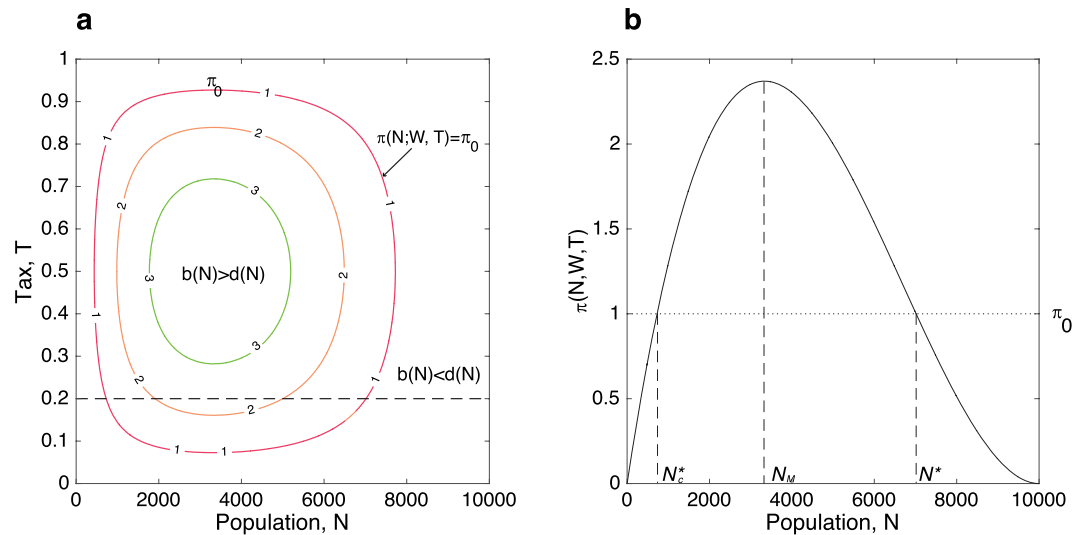 a
b
1
0.9
0.8
0.7
0.6
0.5
0.4
0.3
0.2
0.1
0
Tax, T
0 2000 4000 6000 8000 10000
Population, N
π0
π(N;W, T)=π0
b(N)>d(N)
b(N)<d(N)
1 1 1 1 1 1 1
2 2 2 2 2
3 3 3
2.5
2
1.5
1
0.5
0
π(N,W,T)
π0
N*c
NM
N*
0 2000 4000 6000 8000 10000
Population, N